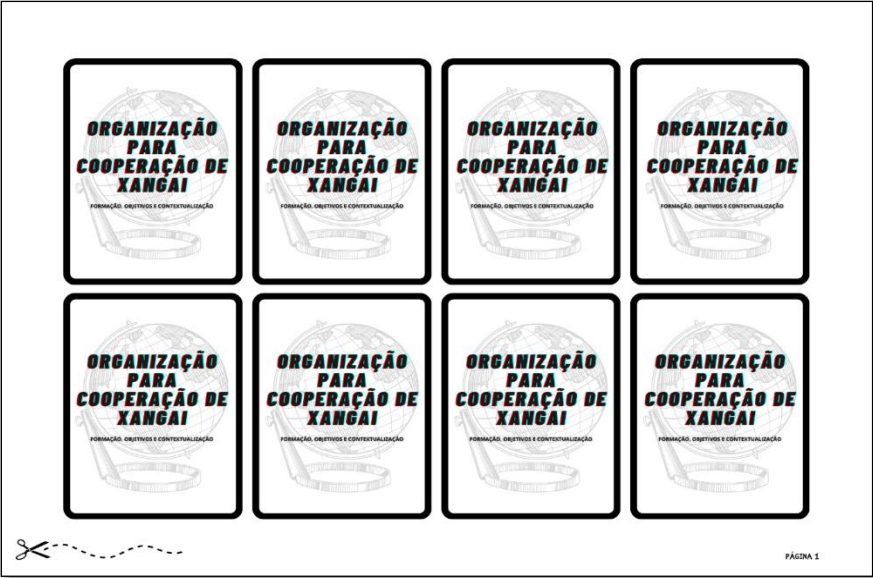 ORGANIZAÇÃO
PARA
COOPERAÇÃO DE
XANGAI
FORMAÇÃO, OBJETIVOS E CONTEXTUALIZAÇÃO
ORGANIZAÇÃO
PARA
COOPERAÇÃO DE
XANGAI
FORMAÇÃO, OBJETIVOS E CONTEXTUALIZAÇÃO
ORGANIZAÇÃO
PARA
COOPERAÇÃO DE
XANGAI
FORMAÇÃO, OBJETIVOS E CONTEXTUALIZAÇÃO
ORGANIZAÇÃO
PARA
COOPERAÇÃO DE
XANGAI
FORMAÇÃO, OBJETIVOS E CONTEXTUALIZAÇÃO
ORGANIZAÇÃO
PARA
COOPERAÇÃO DE
XANGAI
FORMAÇÃO, OBJETIVOS E CONTEXTUALIZAÇÃO
ORGANIZAÇÃO
PARA
COOPERAÇÃO DE
XANGAI
FORMAÇÃO, OBJETIVOS E CONTEXTUALIZAÇÃO
ORGANIZAÇÃO
PARA
COOPERAÇÃO DE
XANGAI
FORMAÇÃO, OBJETIVOS E CONTEXTUALIZAÇÃO
ORGANIZAÇÃO
PARA
COOPERAÇÃO DE
XANGAI
FORMAÇÃO, OBJETIVOS E CONTEXTUALIZAÇÃO
PÁGINA 1